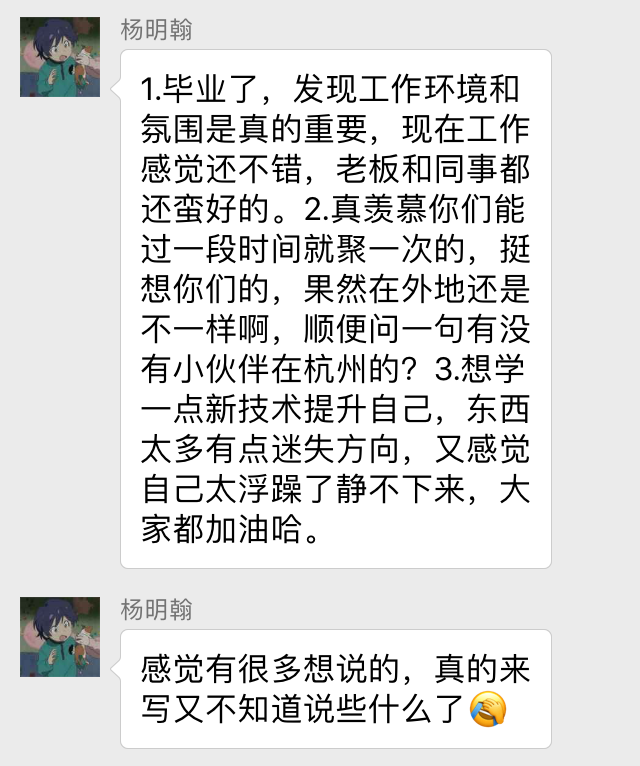 杨明翰
1.毕业了，发现工作环境和
氛围是真的重要，现在工作
感觉还不错，老板和同事都
还蛮好的。2.真羡慕你们能
过一段时间就聚一次的，挺
想你们的，果然在外地还是
不一样啊，顺便问一句有没
有小伙伴在杭州的？3.想学
一点新技术提升自己，东西
太多有点迷失方向，又感觉
自己太浮躁了静不下来，大
家都加油哈。
杨明翰
感觉有很多想说的，真的来
写又不知道说些什么了🤦